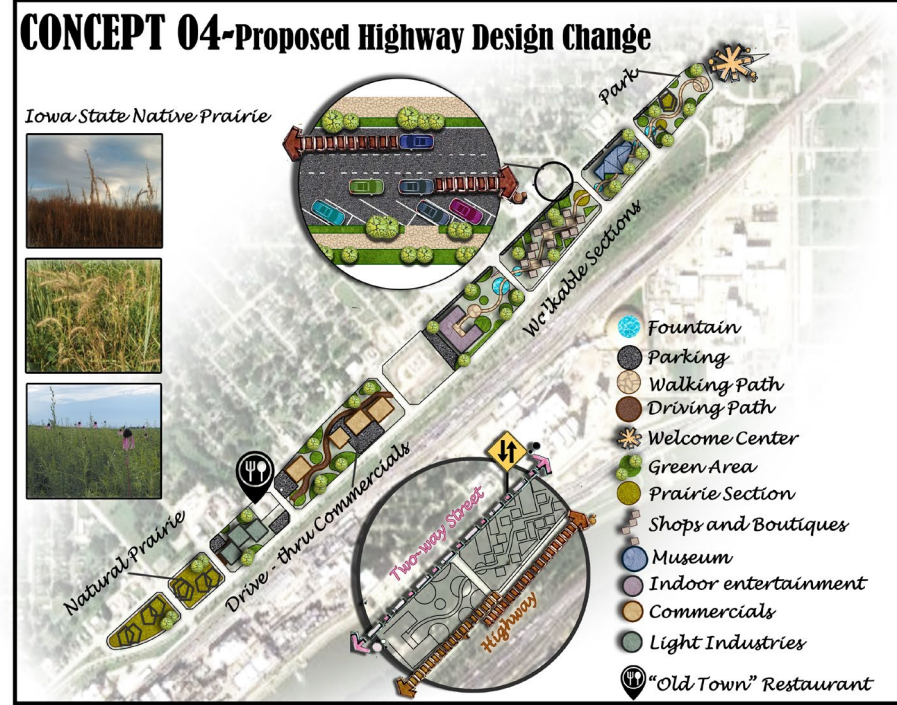 CONCEPT 04-Proposed Highway Design Change
Iowa State Native Prairie
Park
Walkable Sections
Natural Prairie
Drive - thru Commercials
Two-way Street
Highway
Fountain
Parking
Walking Path
Driving Path
Welcome Center
Green Area
Prairie Section
Shops and Boutiques
Museum
Indoor entertainment
Commercials
Light Industries
"Old Town" Restaurant